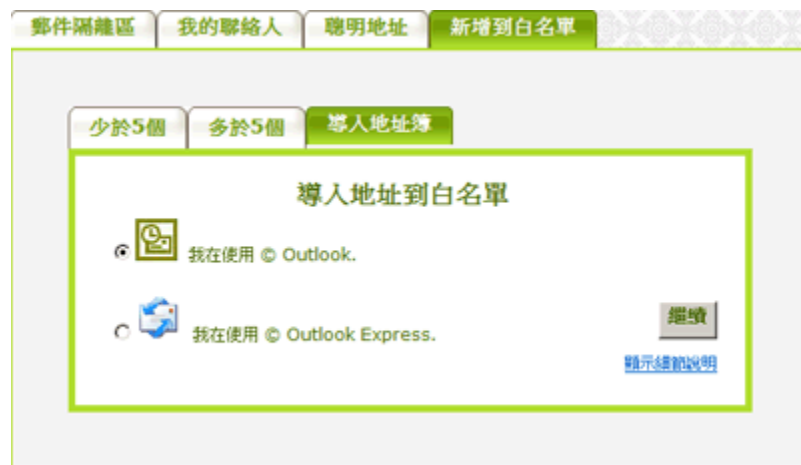 郵件隔離區 我的聯絡人 聰明地址 新增到白名單
少於5個 多於5個 導入地址簿
導入地址到白名單
我在使用 © Outlook.
我在使用 © Outlook Express.
繼續
顯示細節說明